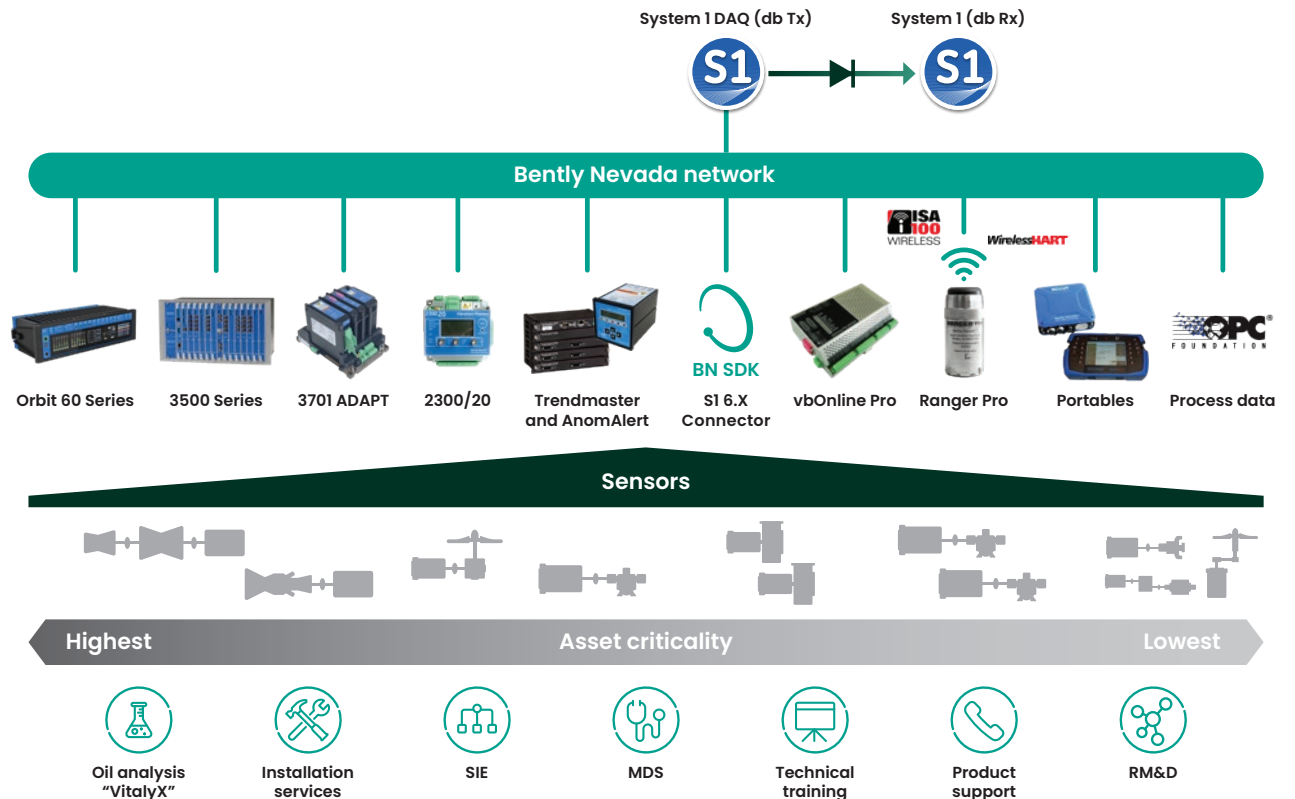 System 1 DAQ (db Tx)
System 1 (db Rx)
S1
S1
Bently Nevada network
ISA
100
WIRELESS
WirelessHART
OPC
FOUNDATION
BN SDK
Orbit 60 Series
3500 Series
3701 ADAPT
2300/20
Trendmaster
and AnomAlert
S1 6.X
Connector
vbOnline Pro
Ranger Pro
Portables
Process data
Sensors
Highest
Asset criticality
Lowest
Oil analysis
“VitalyX”
Installation
services
SIE
MDS
Technical
training
Product
support
RM&D